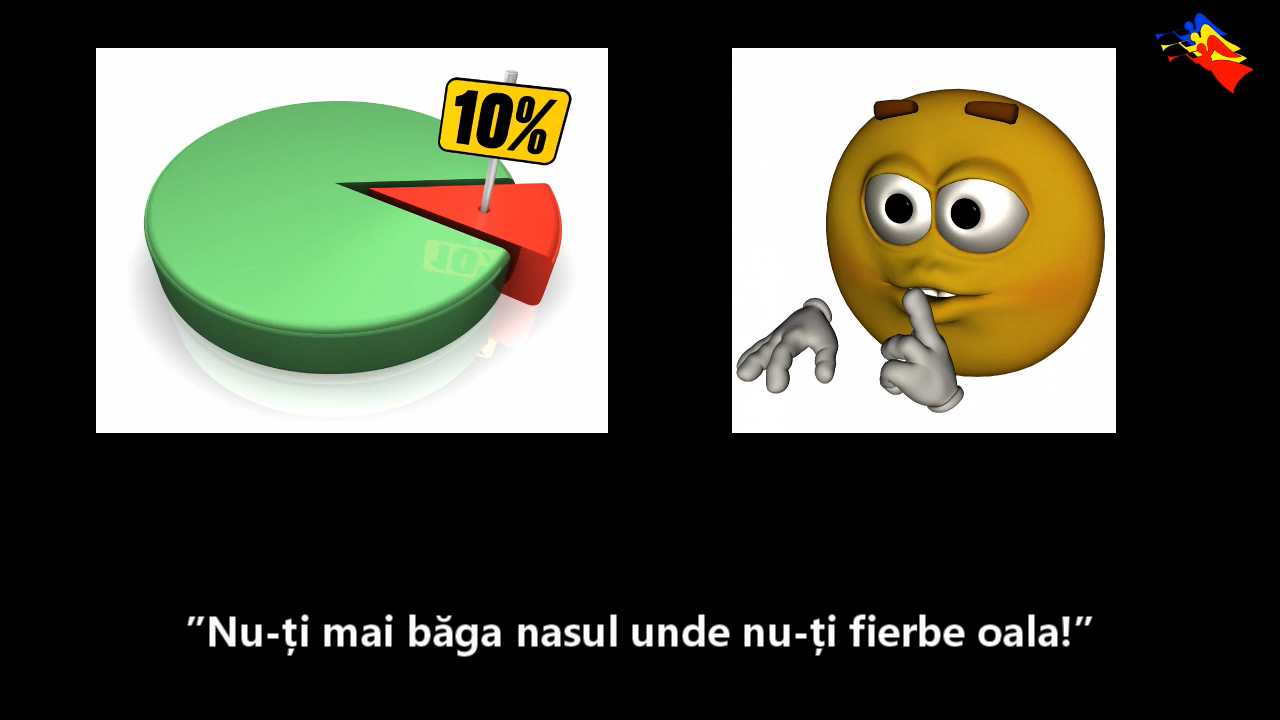 10%
”Nu-ți mai băga nasul unde nu-ți fierbe oala!”